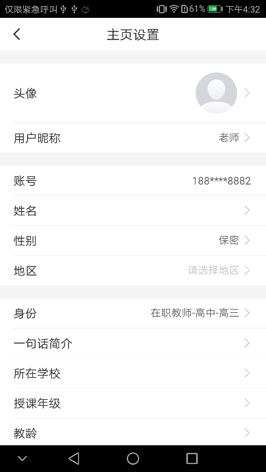 仅限紧急呼叫 61% 下午4:32
主页设置
头像
用户昵称 老师
账号 188****8882
姓名
性别 保密
地区 请选择地区
身份 在职教师-高中-高三
一句话简介
所在学校
授课年级
教龄